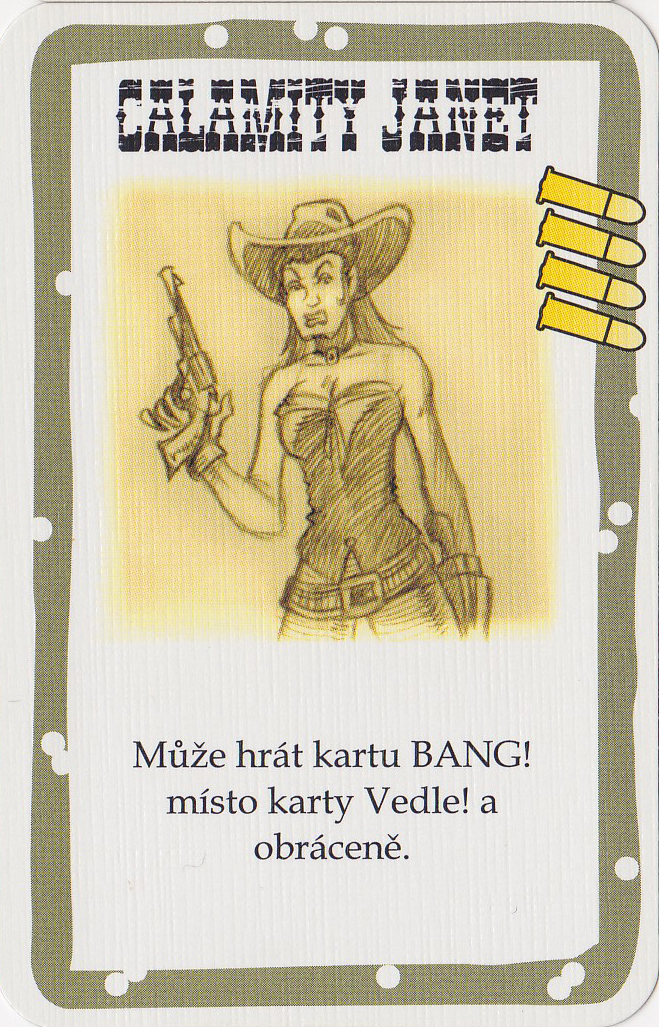 CALAMITY JANET
Může hrát kartu BANG!
místo karty Vedle! a
obráceně.